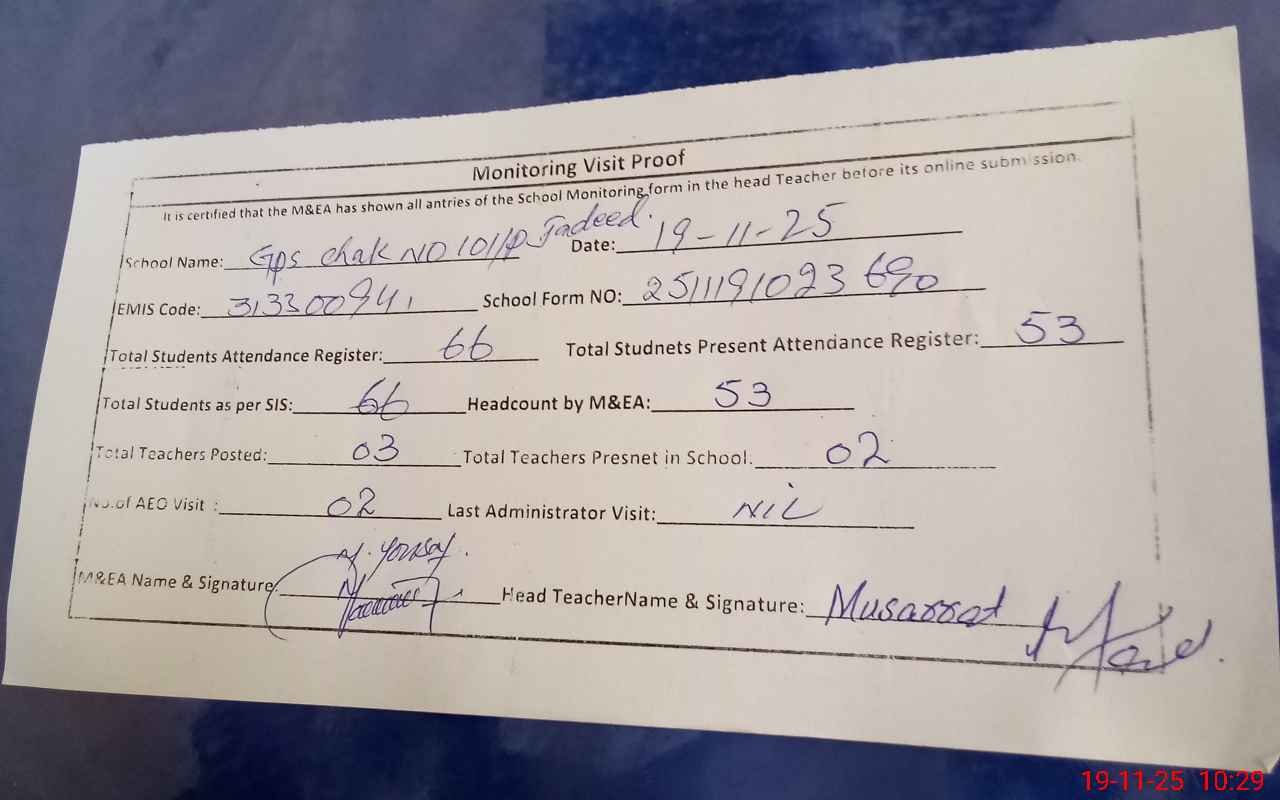 Monitoring Visit Proof
It is certified that the M&EA has shown all antries of the School Monitoring form in the head Teacher before its online submission.
School Name: Gps Chak NO 101/P Jadeed. Date: 19-11-25
EMIS Code: 31330094 School Form NO: 2511191023690
Total Students Attendance Register: 66 Total Studnets Present Attendance Register: 53
Total Students as per SIS: 66 Headcount by M&EA: 53
Total Teachers Posted: 03 Total Teachers Presnet in School: 02
No.of AEO Visit : 02 Last Administrator Visit: NIL
M&EA Name & Signature: M. Yousaf. Head TeacherName & Signature: Musarrat
19-11-25 10:29